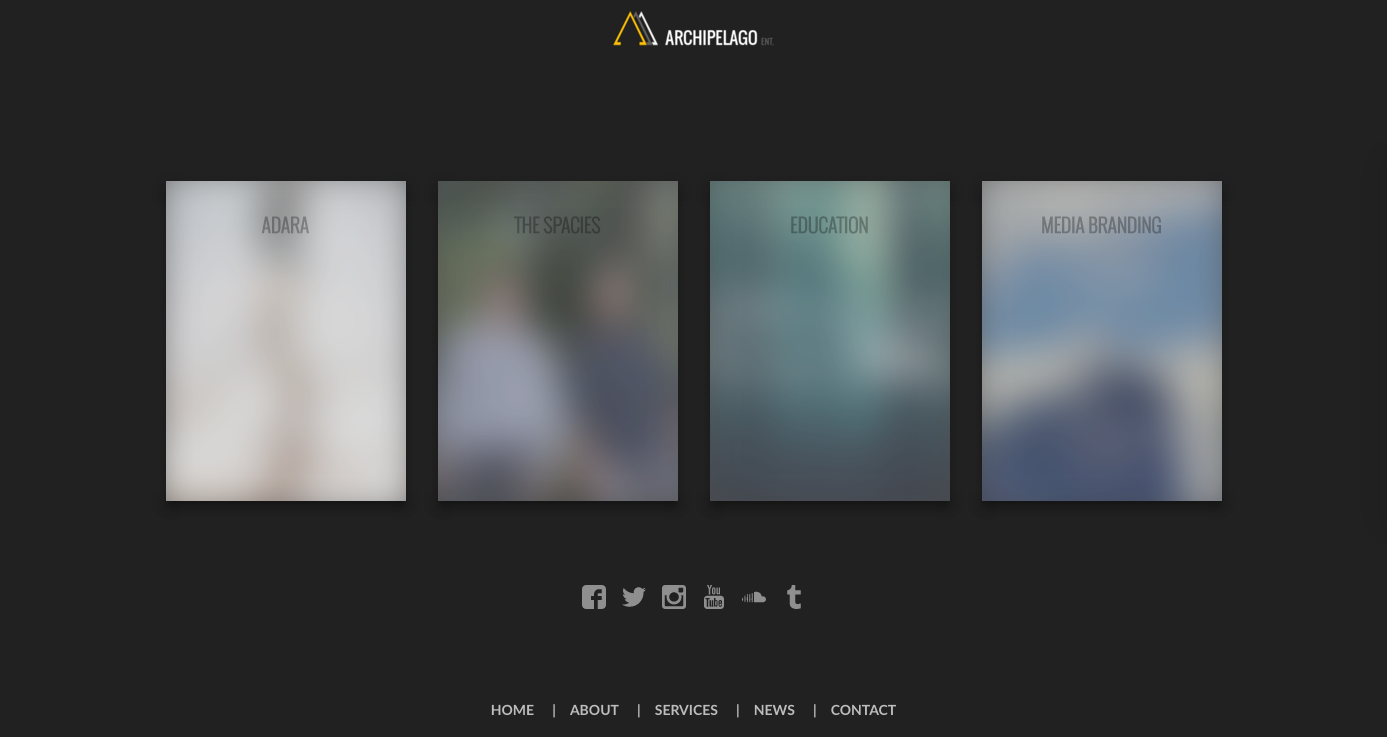 ARCHIPELAGO ENT.
ADARA
THE SPACIES
EDUCATION
MEDIA BRANDING
You
Tube
HOME | ABOUT | SERVICES | NEWS | CONTACT